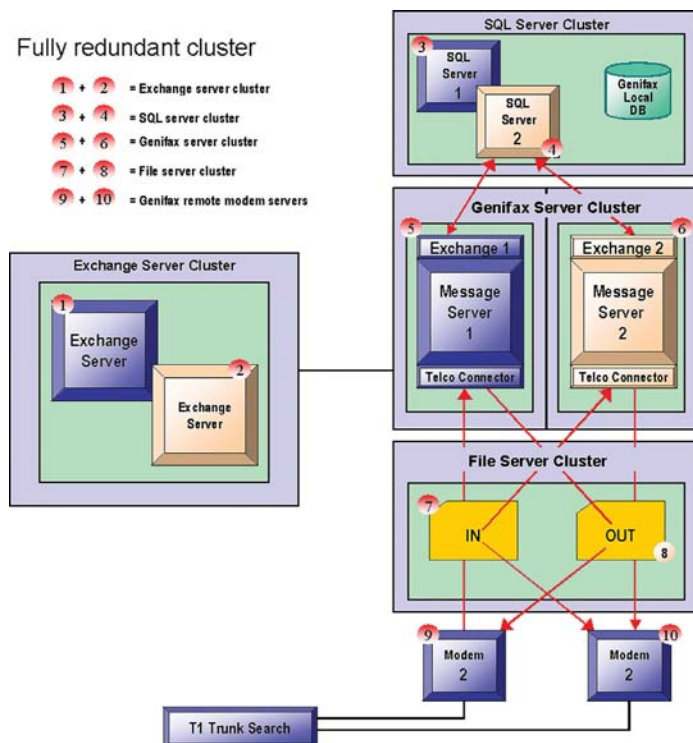 Fully redundant cluster
1 + 2 = Exchange server cluster
3 + 4 = SQL server cluster
5 + 6 = Genifax server cluster
7 + 8 = File server cluster
9 + 10 = Genifax remote modem servers
SQL Server Cluster
3
SQL
Server
1
SQL
Server
2
4
Genifax
Local
DB
Genifax Server Cluster
5
Exchange 1
Message
Server
1
Telco Connector
6
Exchange 2
Message
Server
2
Telco Connector
Exchange Server Cluster
1
Exchange
Server
2
Exchange
Server
File Server Cluster
7
IN
OUT
8
9
Modem
2
10
Modem
2
T1 Trunk Search